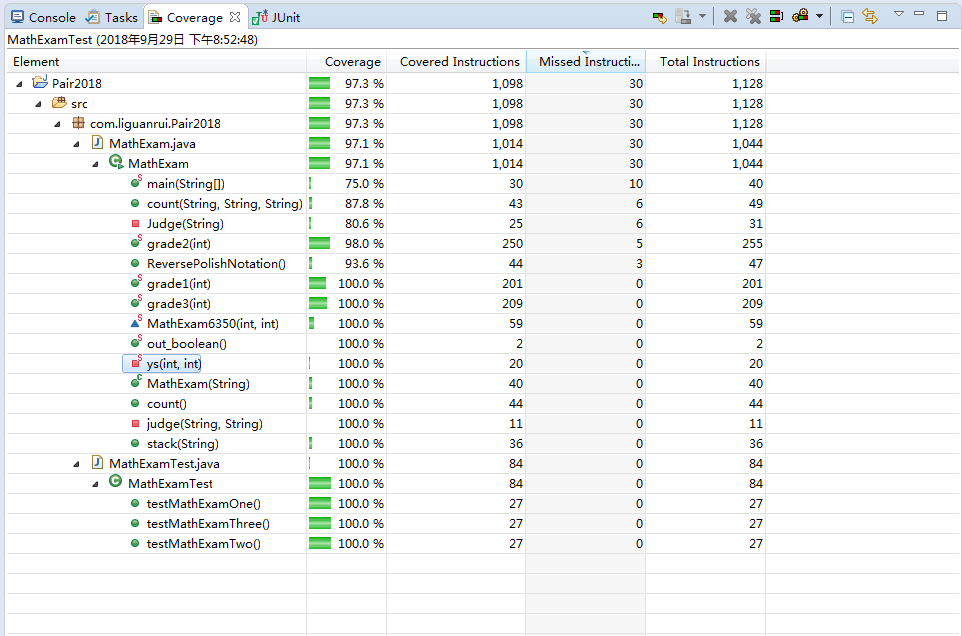 Console Tasks Coverage JUnit
MathExamTest (2018年9月29日 下午8:52:48)
Element Coverage Covered Instructions Missed Instructi... Total Instructions
Pair2018 97.3 % 1,098 30 1,128
src 97.3 % 1,098 30 1,128
com.liguanrui.Pair2018 97.3 % 1,098 30 1,128
MathExam.java 97.1 % 1,014 30 1,044
MathExam 97.1 % 1,014 30 1,044
main(String[]) 75.0 % 30 10 40
count(String, String, String) 87.8 % 43 6 49
Judge(String) 80.6 % 25 6 31
grade2(int) 98.0 % 250 5 255
ReversePolishNotation() 93.6 % 44 3 47
grade1(int) 100.0 % 201 0 201
grade3(int) 100.0 % 209 0 209
MathExam6350(int, int) 100.0 % 59 0 59
out_boolean() 100.0 % 2 0 2
ys(int, int) 100.0 % 20 0 20
MathExam(String) 100.0 % 40 0 40
count() 100.0 % 44 0 44
judge(String, String) 100.0 % 11 0 11
stack(String) 100.0 % 36 0 36
MathExamTest.java 100.0 % 84 0 84
MathExamTest 100.0 % 84 0 84
testMathExamOne() 100.0 % 27 0 27
testMathExamThree() 100.0 % 27 0 27
testMathExamTwo() 100.0 % 27 0 27